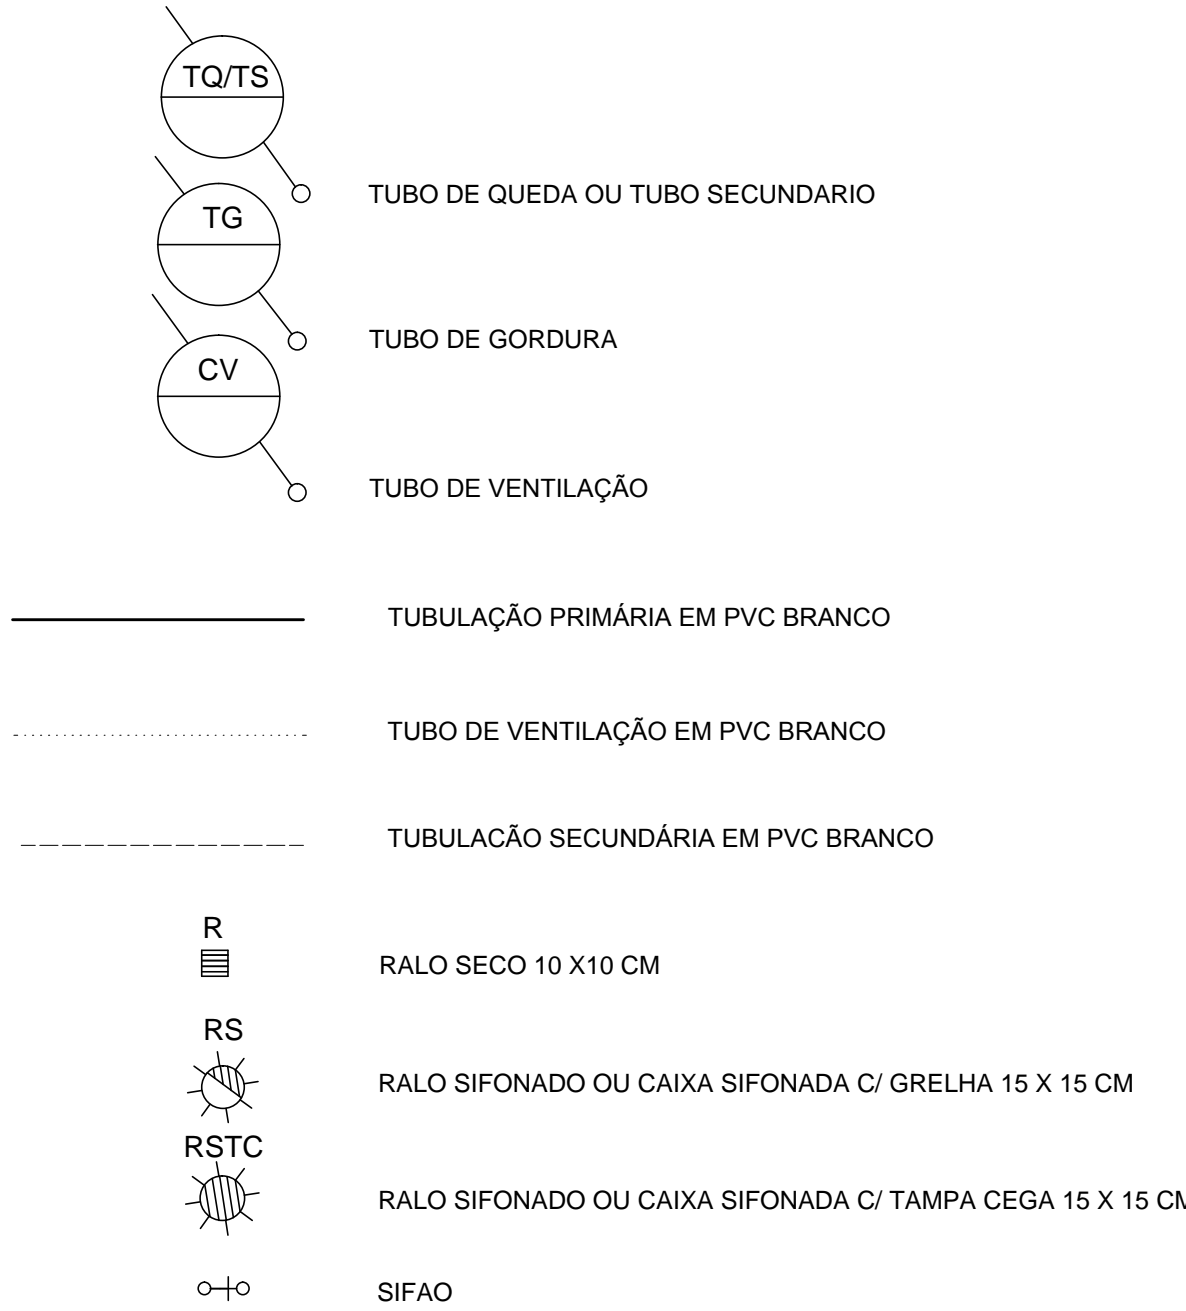 TQ/TS
TUBO DE QUEDA OU TUBO SECUNDARIO
TG
TUBO DE GORDURA
CV
TUBO DE VENTILAÇÃO
TUBULAÇÃO PRIMÁRIA EM PVC BRANCO
TUBO DE VENTILAÇÃO EM PVC BRANCO
TUBULACÃO SECUNDÁRIA EM PVC BRANCO
R
RALO SECO 10 X10 CM
RS
RALO SIFONADO OU CAIXA SIFONADA C/ GRELHA 15 X 15 CM
RSTC
RALO SIFONADO OU CAIXA SIFONADA C/ TAMPA CEGA 15 X 15 CM
SIFAO